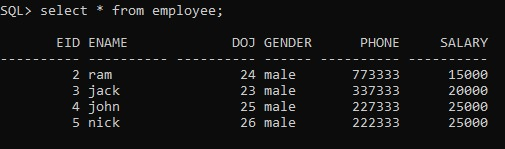 SQL> select * from employee;
EID ENAME DOJ GENDER PHONE SALARY
---------- ---------- ---------- ------ ---------- ----------
2 ram 24 male 773333 15000
3 jack 23 male 337333 20000
4 john 25 male 227333 25000
5 nick 26 male 222333 25000